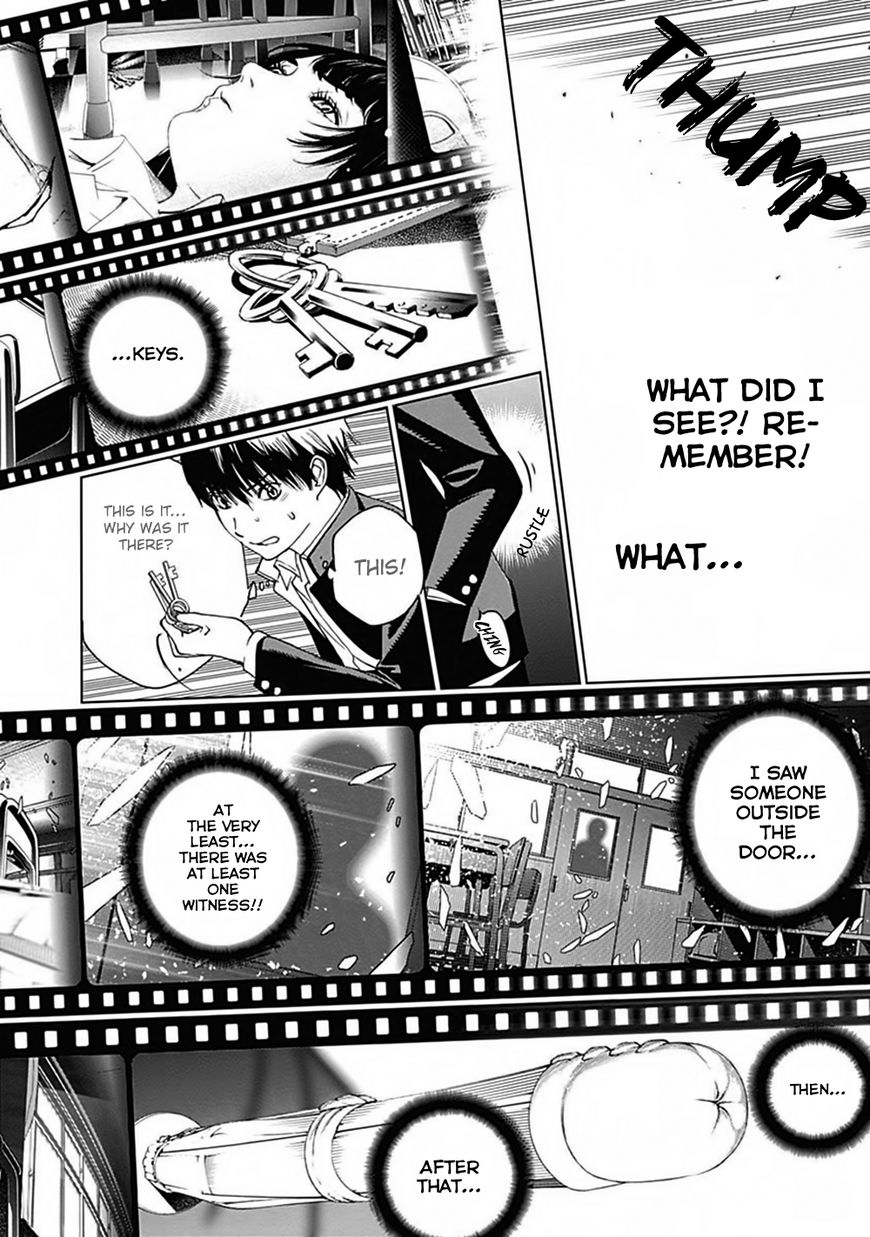 THUMP
WHAT DID I
SEE?! RE-
MEMBER!
WHAT...
...KEYS.
RUSTLE
CHING
THIS!
THIS IS IT...
WHY WAS IT
THERE?
I SAW
SOMEONE
OUTSIDE
THE
DOOR...
AT
THE VERY
LEAST...
THERE WAS
AT LEAST
ONE
WITNESS!!
THEN...
AFTER
THAT...